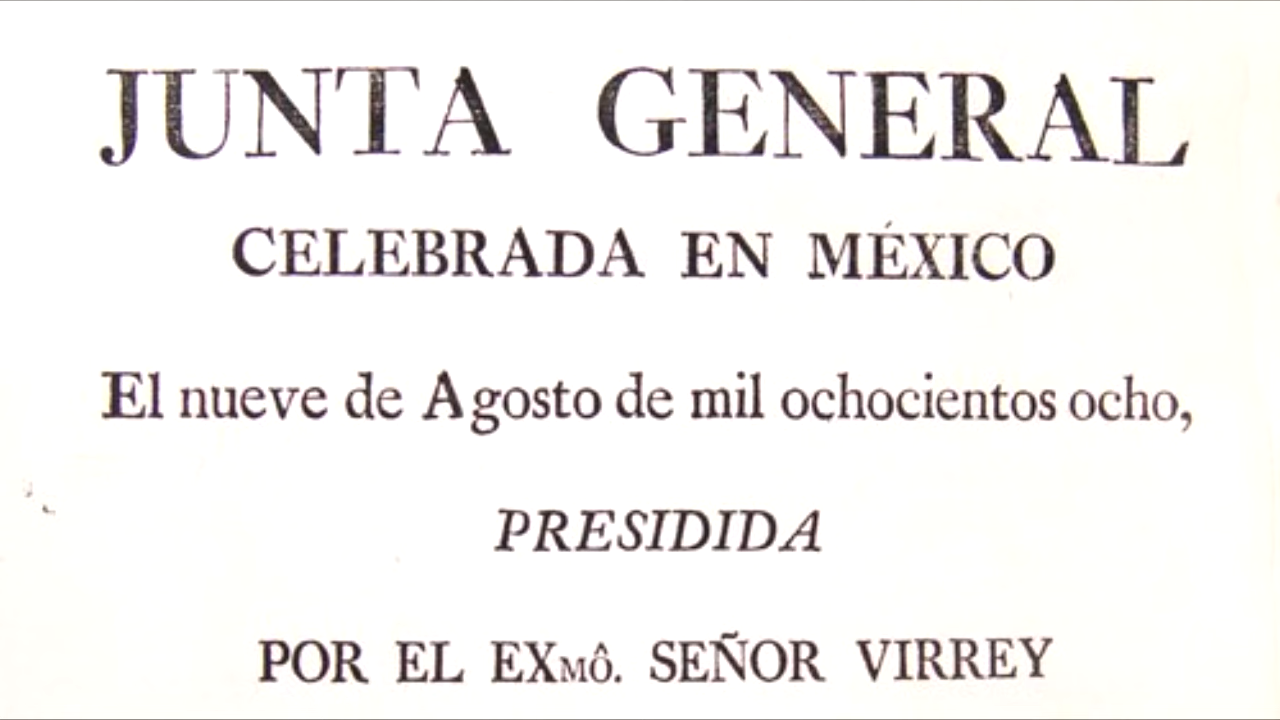 JUNTA GENERAL
CELEBRADA EN MÉXICO
El nueve de Agosto de mil ochocientos ocho,
PRESIDIDA
POR EL EXmô. SEÑOR VIRREY